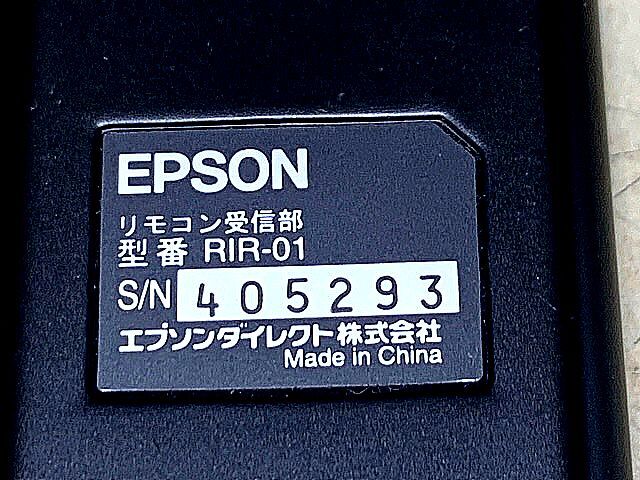 EPSON
リモコン受信部
型番 RIR-01
S/N 405293
エプソンダイレクト株式会社
Made in China